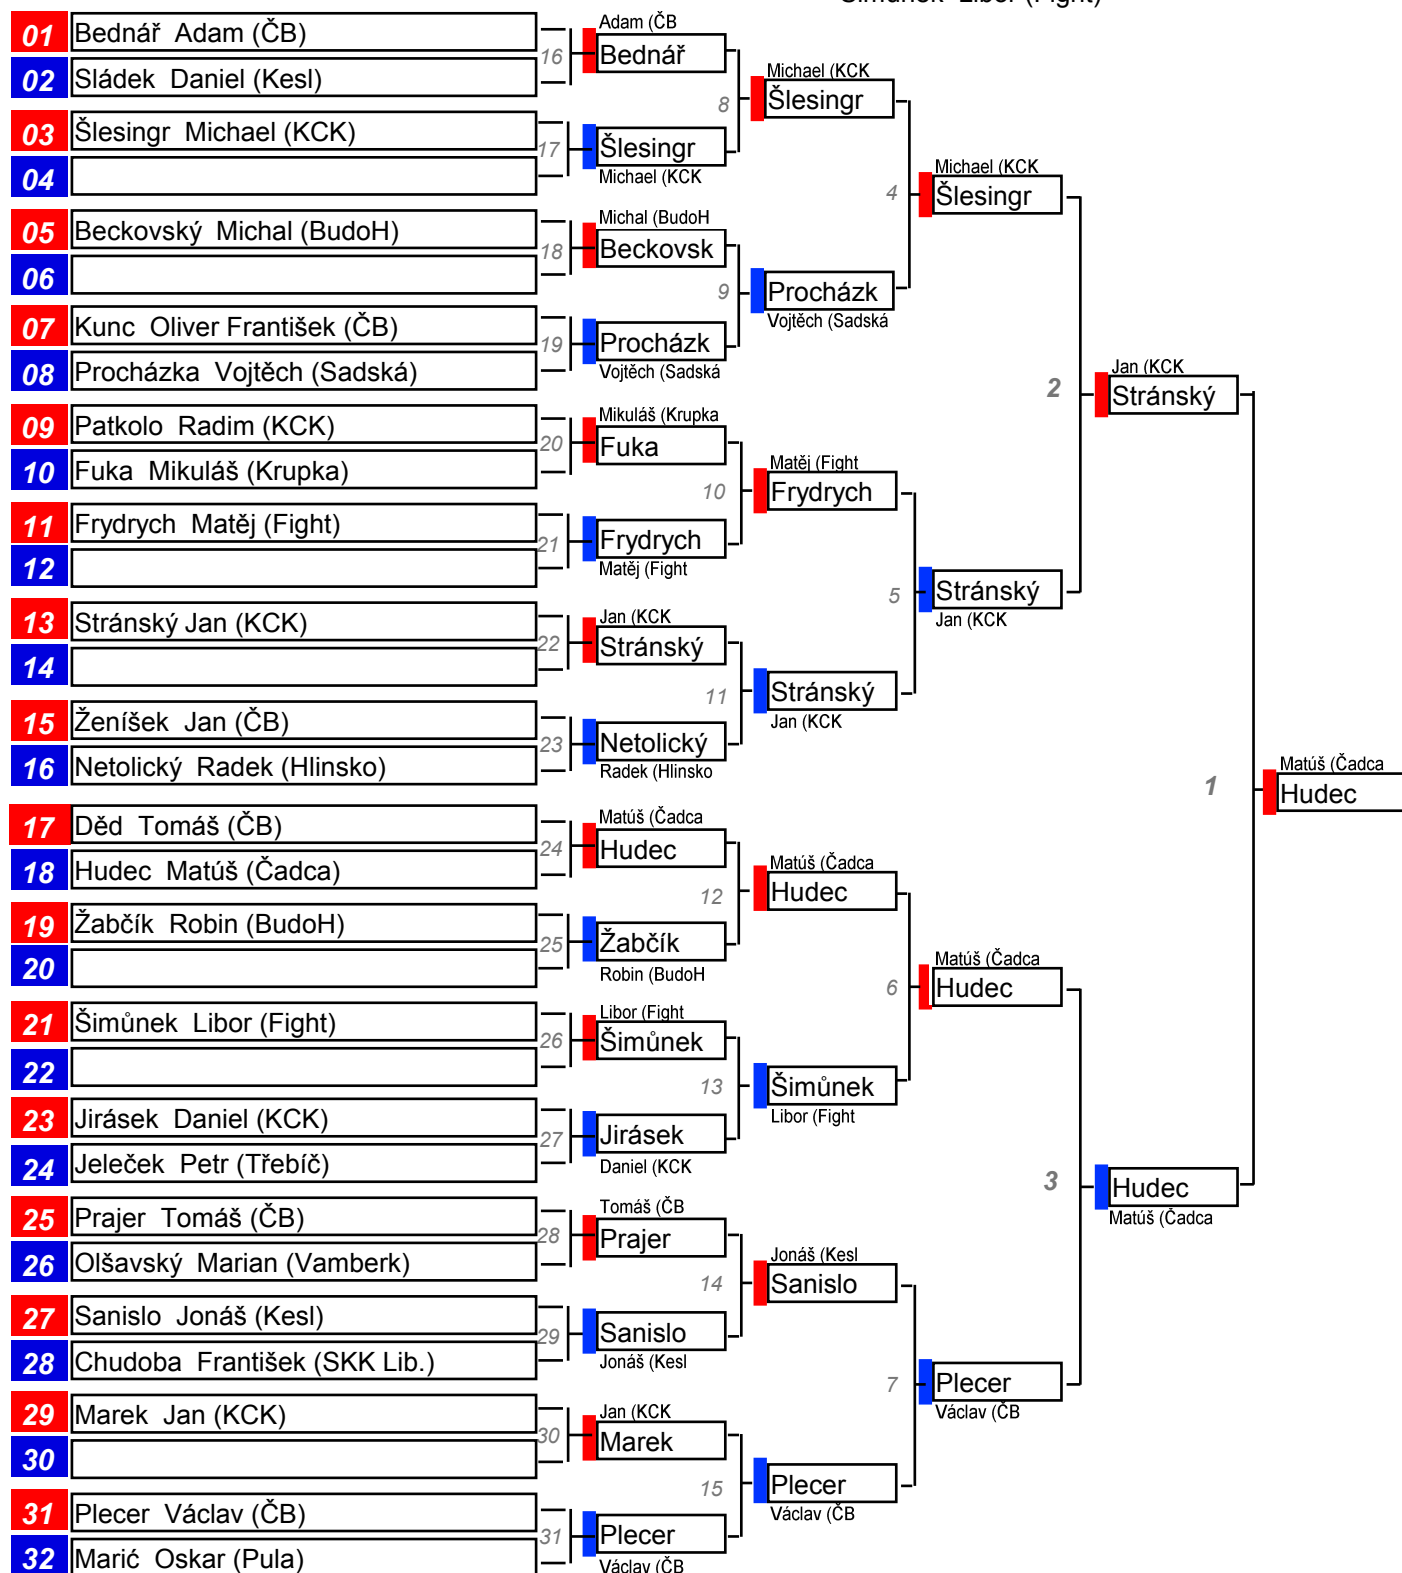 01 Bednář Adam (ČB)
02 Sládek Daniel (Kesl)
03 Šlesingr Michael (KCK)
04
05 Beckovský Michal (BudoH)
06
07 Kunc Oliver František (ČB)
08 Procházka Vojtěch (Sadská)
09 Patkolo Radim (KCK)
10 Fuka Mikuláš (Krupka)
11 Frydrych Matěj (Fight)
12
13 Stránský Jan (KCK)
14
15 Ženíšek Jan (ČB)
16 Netolický Radek (Hlinsko)
17 Děd Tomáš (ČB)
18 Hudec Matúš (Čadca)
19 Žabčík Robin (BudoH)
20
21 Šimůnek Libor (Fight)
22
23 Jirásek Daniel (KCK)
24 Jeleček Petr (Třebíč)
25 Prajer Tomáš (ČB)
26 Olšavský Marian (Vamberk)
27 Sanislo Jonáš (Kesl)
28 Chudoba František (SKK Lib.)
29 Marek Jan (KCK)
30
31 Plecer Václav (ČB)
32 Marić Oskar (Pula)
Adam (ČB
16 Bednář
17 Šlesingr
Michael (KCK
Michal (BudoH
18 Beckovsk
19 Procházk
Vojtěch (Sadská
Mikuláš (Krupka
20 Fuka
21 Frydrych
Matěj (Fight
Jan (KCK
22 Stránský
23 Netolický
Radek (Hlinsko
Matúš (Čadca
24 Hudec
25 Žabčík
Robin (BudoH
Libor (Fight
26 Šimůnek
27 Jirásek
Daniel (KCK
Tomáš (ČB
28 Prajer
29 Sanislo
Jonáš (Kesl
Jan (KCK
30 Marek
31 Plecer
Václav (ČB
Šimůnek Libor (Fight)
Michael (KCK
8 Šlesingr
9 Procházk
Vojtěch (Sadská
Matěj (Fight
10 Frydrych
11 Stránský
Jan (KCK
Matúš (Čadca
12 Hudec
13 Šimůnek
Libor (Fight
Jonáš (Kesl
14 Sanislo
15 Plecer
Václav (ČB
Michael (KCK
4 Šlesingr
5 Stránský
Jan (KCK
Matúš (Čadca
6 Hudec
7 Plecer
Václav (ČB
Jan (KCK
2 Stránský
3 Hudec
Matúš (Čadca
Matúš (Čadca
1 Hudec